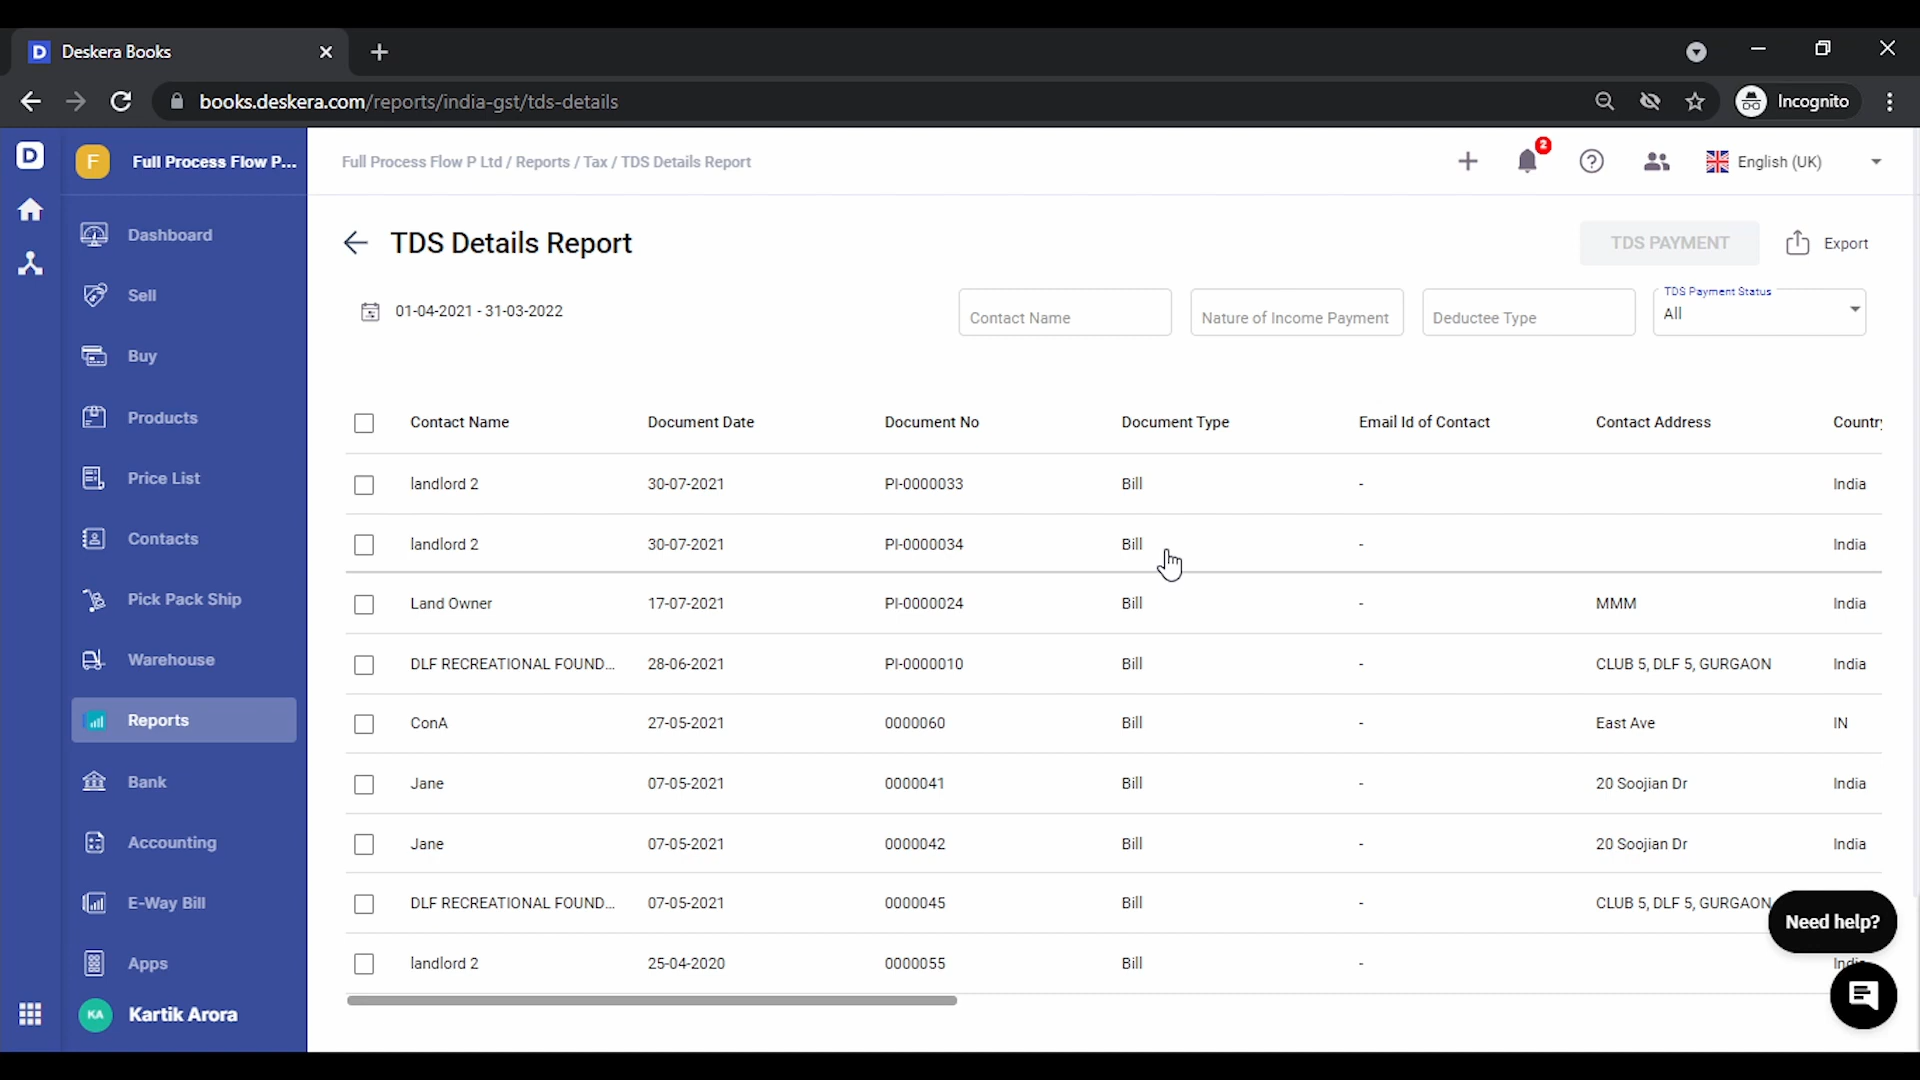 D Deskera Books
books.deskera.com/reports/india-gst/tds-details
Incognito
D
F Full Process Flow P...
Full Process Flow P Ltd / Reports / Tax / TDS Details Report
2
English (UK)
Dashboard
Sell
Buy
Products
Price List
Contacts
Pick Pack Ship
Warehouse
Reports
Bank
Accounting
E-Way Bill
Apps
KA Kartik Arora
TDS Details Report
TDS PAYMENT
Export
01-04-2021 - 31-03-2022
Contact Name
Nature of Income Payment
Deductee Type
TDS Payment Status
All
Contact Name Document Date Document No Document Type Email Id of Contact Contact Address Country
landlord 2 30-07-2021 PI-0000033 Bill - India
landlord 2 30-07-2021 PI-0000034 Bill - India
Land Owner 17-07-2021 PI-0000024 Bill - MMM India
DLF RECREATIONAL FOUND... 28-06-2021 PI-0000010 Bill - CLUB 5, DLF 5, GURGAON India
ConA 27-05-2021 0000060 Bill - East Ave IN
Jane 07-05-2021 0000041 Bill - 20 Soojian Dr India
Jane 07-05-2021 0000042 Bill - 20 Soojian Dr India
DLF RECREATIONAL FOUND... 07-05-2021 0000045 Bill - CLUB 5, DLF 5, GURGAON
landlord 2 25-04-2020 0000055 Bill - India
Need help?